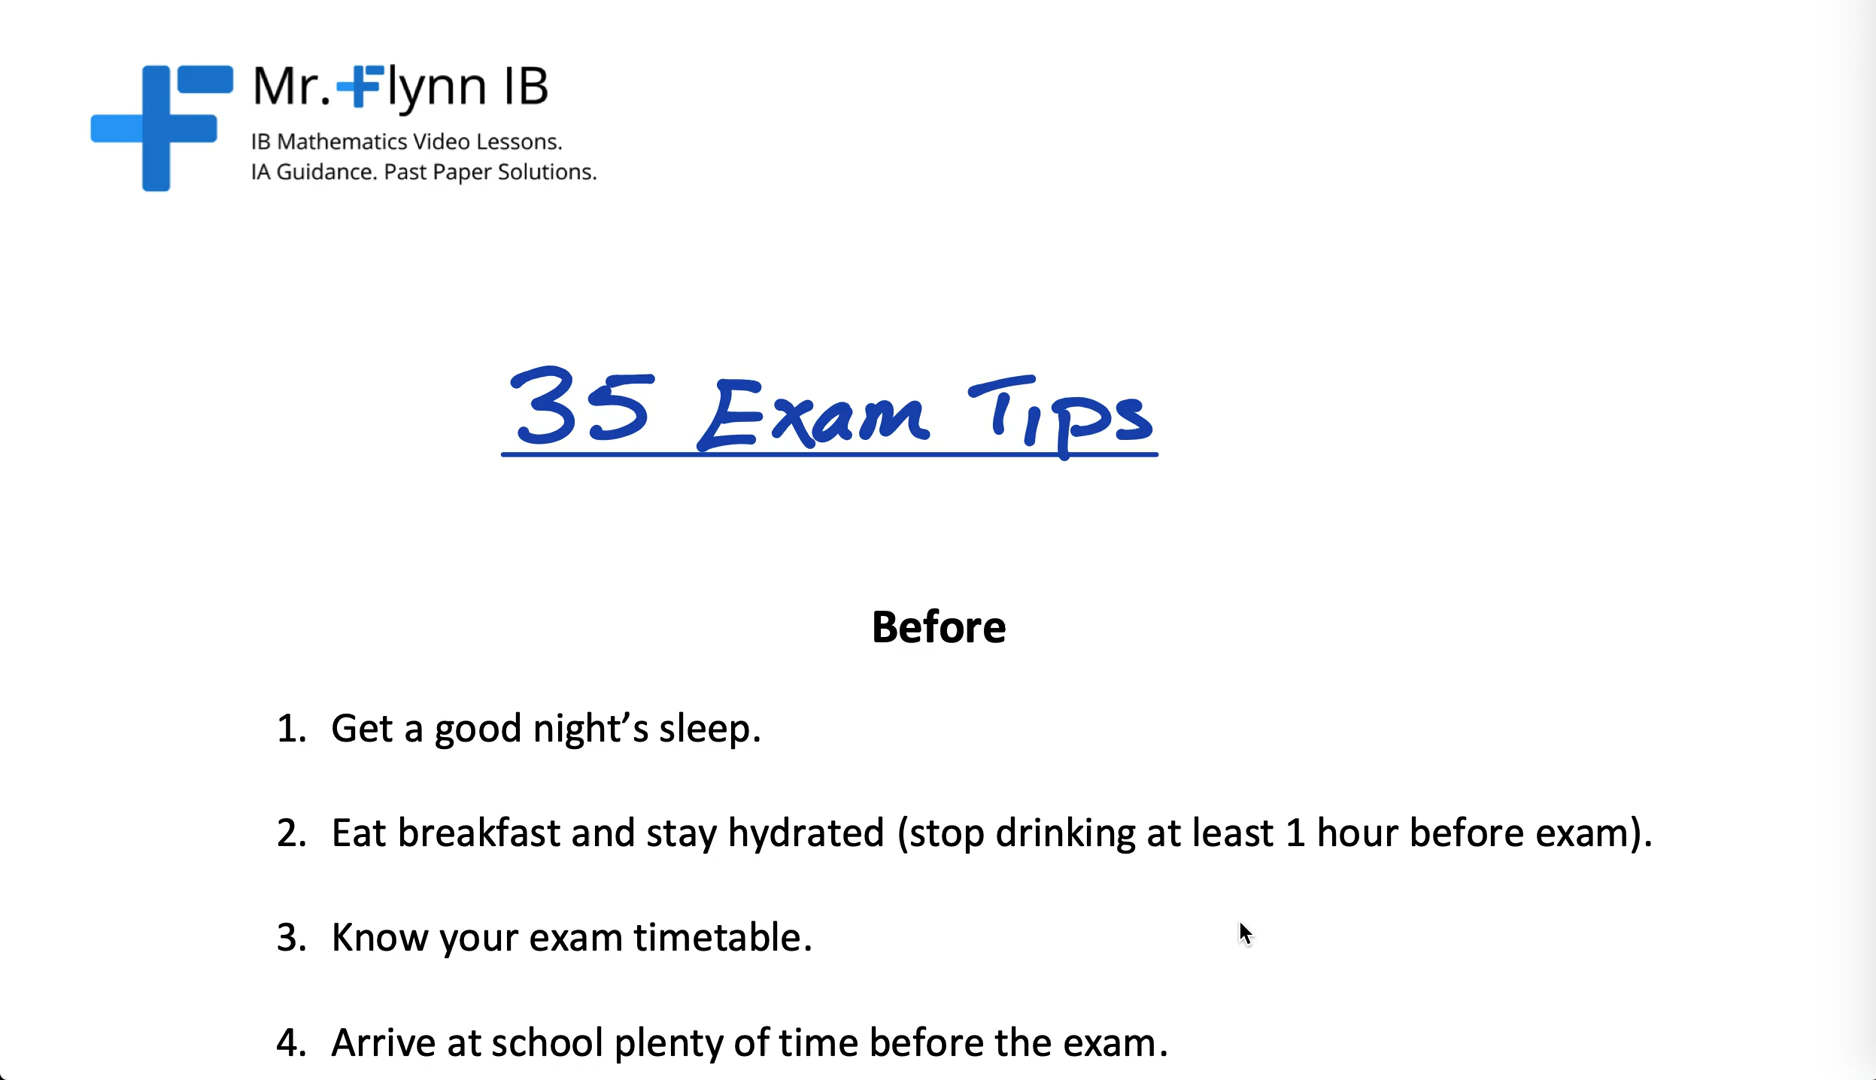 Mr. Flynn IB
IB Mathematics Video Lessons.
IA Guidance. Past Paper Solutions.
35 Exam Tips
Before
1. Get a good night’s sleep.
2. Eat breakfast and stay hydrated (stop drinking at least 1 hour before exam).
3. Know your exam timetable.
4. Arrive at school plenty of time before the exam.